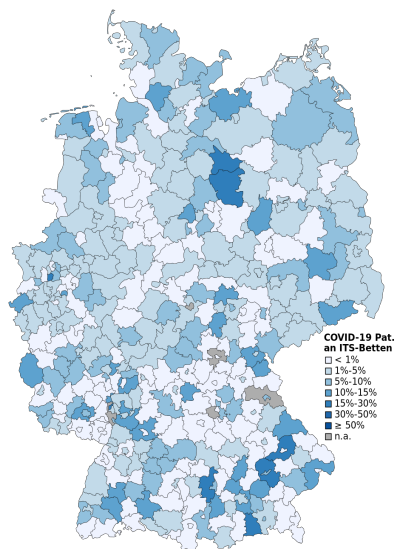 COVID-19 Pat.
an ITS-Betten
< 1%
1%-5%
5%-10%
10%-15%
15%-30%
30%-50%
≥ 50%
n.a.